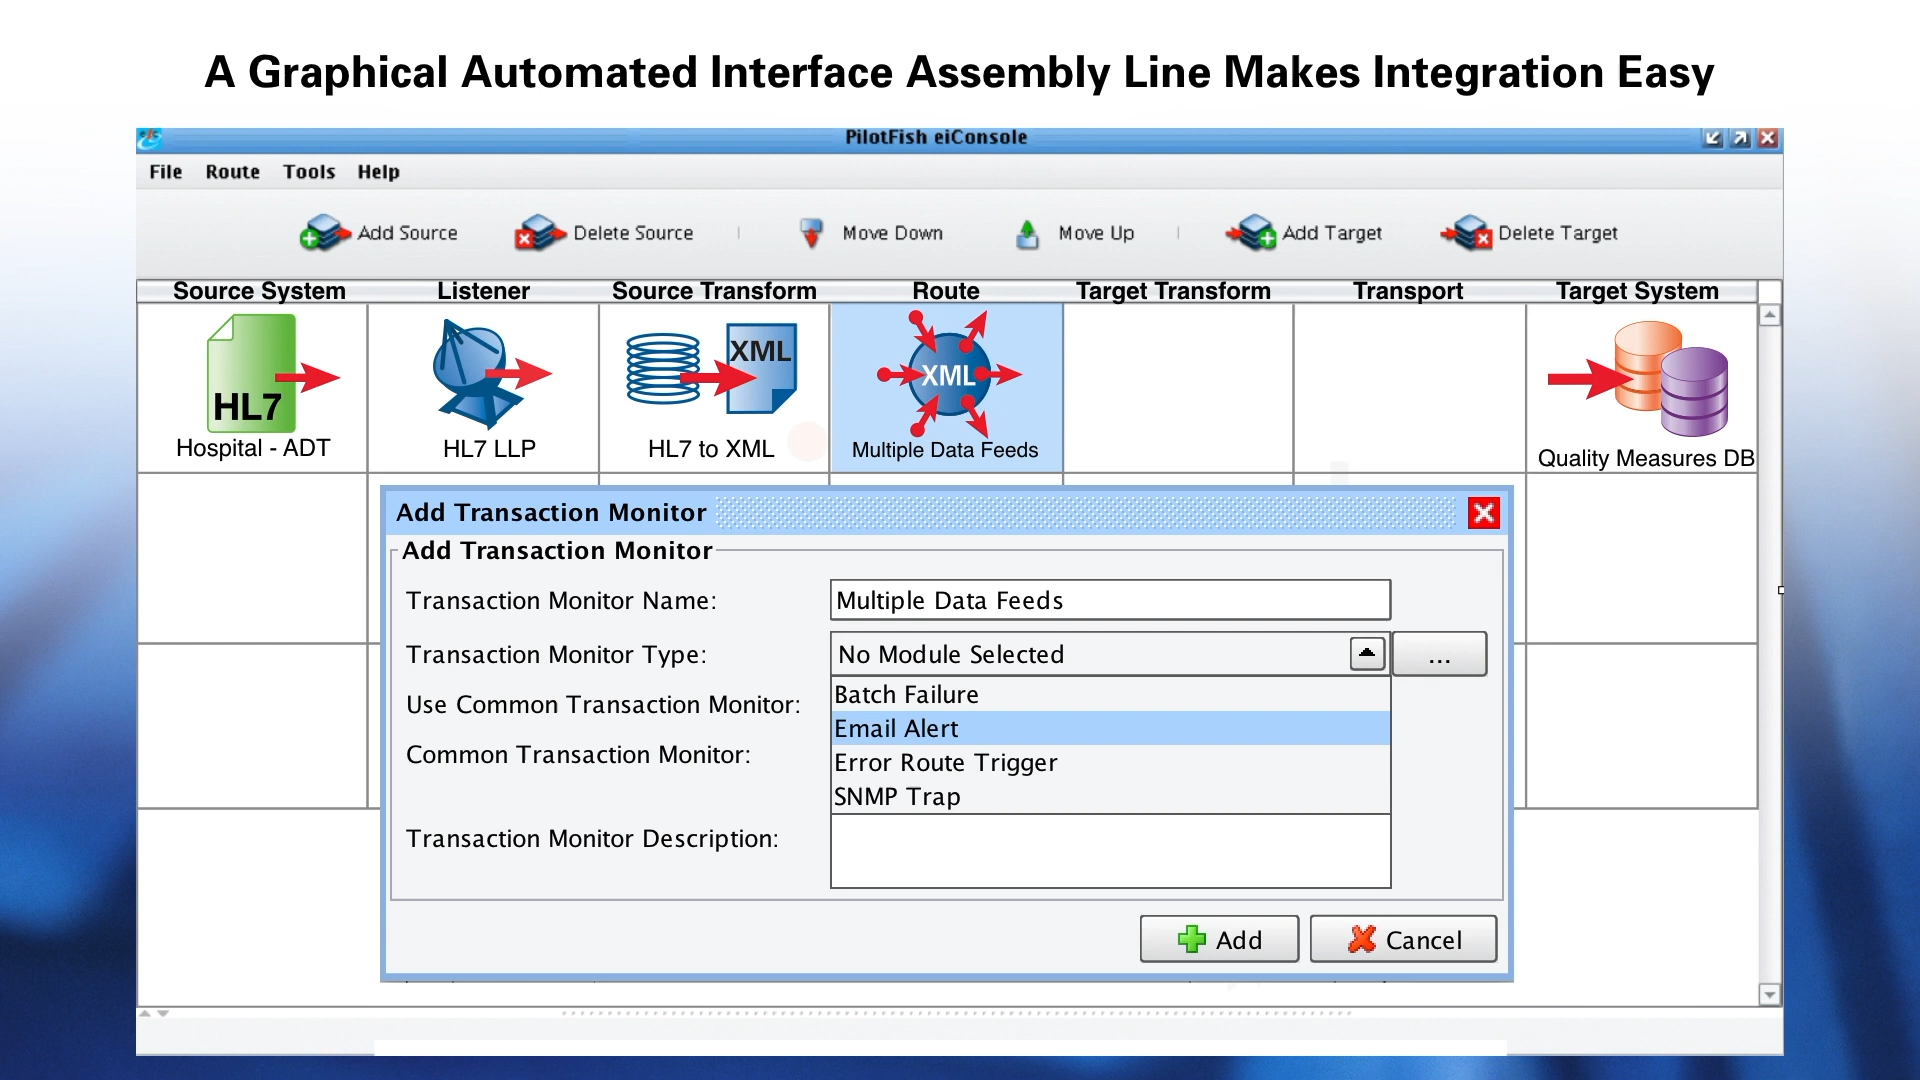 A Graphical Automated Interface Assembly Line Makes Integration Easy
PilotFish eiConsole
File Route Tools Help
Add Source Delete Source Move Down Move Up Add Target Delete Target
Source System Listener Source Transform Route Target Transform Transport Target System
HL7 XML XML
Hospital - ADT HL7 LLP HL7 to XML Multiple Data Feeds Quality Measures DB
Add Transaction Monitor
Add Transaction Monitor
Transaction Monitor Name: Multiple Data Feeds
Transaction Monitor Type: No Module Selected ...
Batch Failure
Use Common Transaction Monitor:
Email Alert
Common Transaction Monitor:
Error Route Trigger
SNMP Trap
Transaction Monitor Description:
Add Cancel